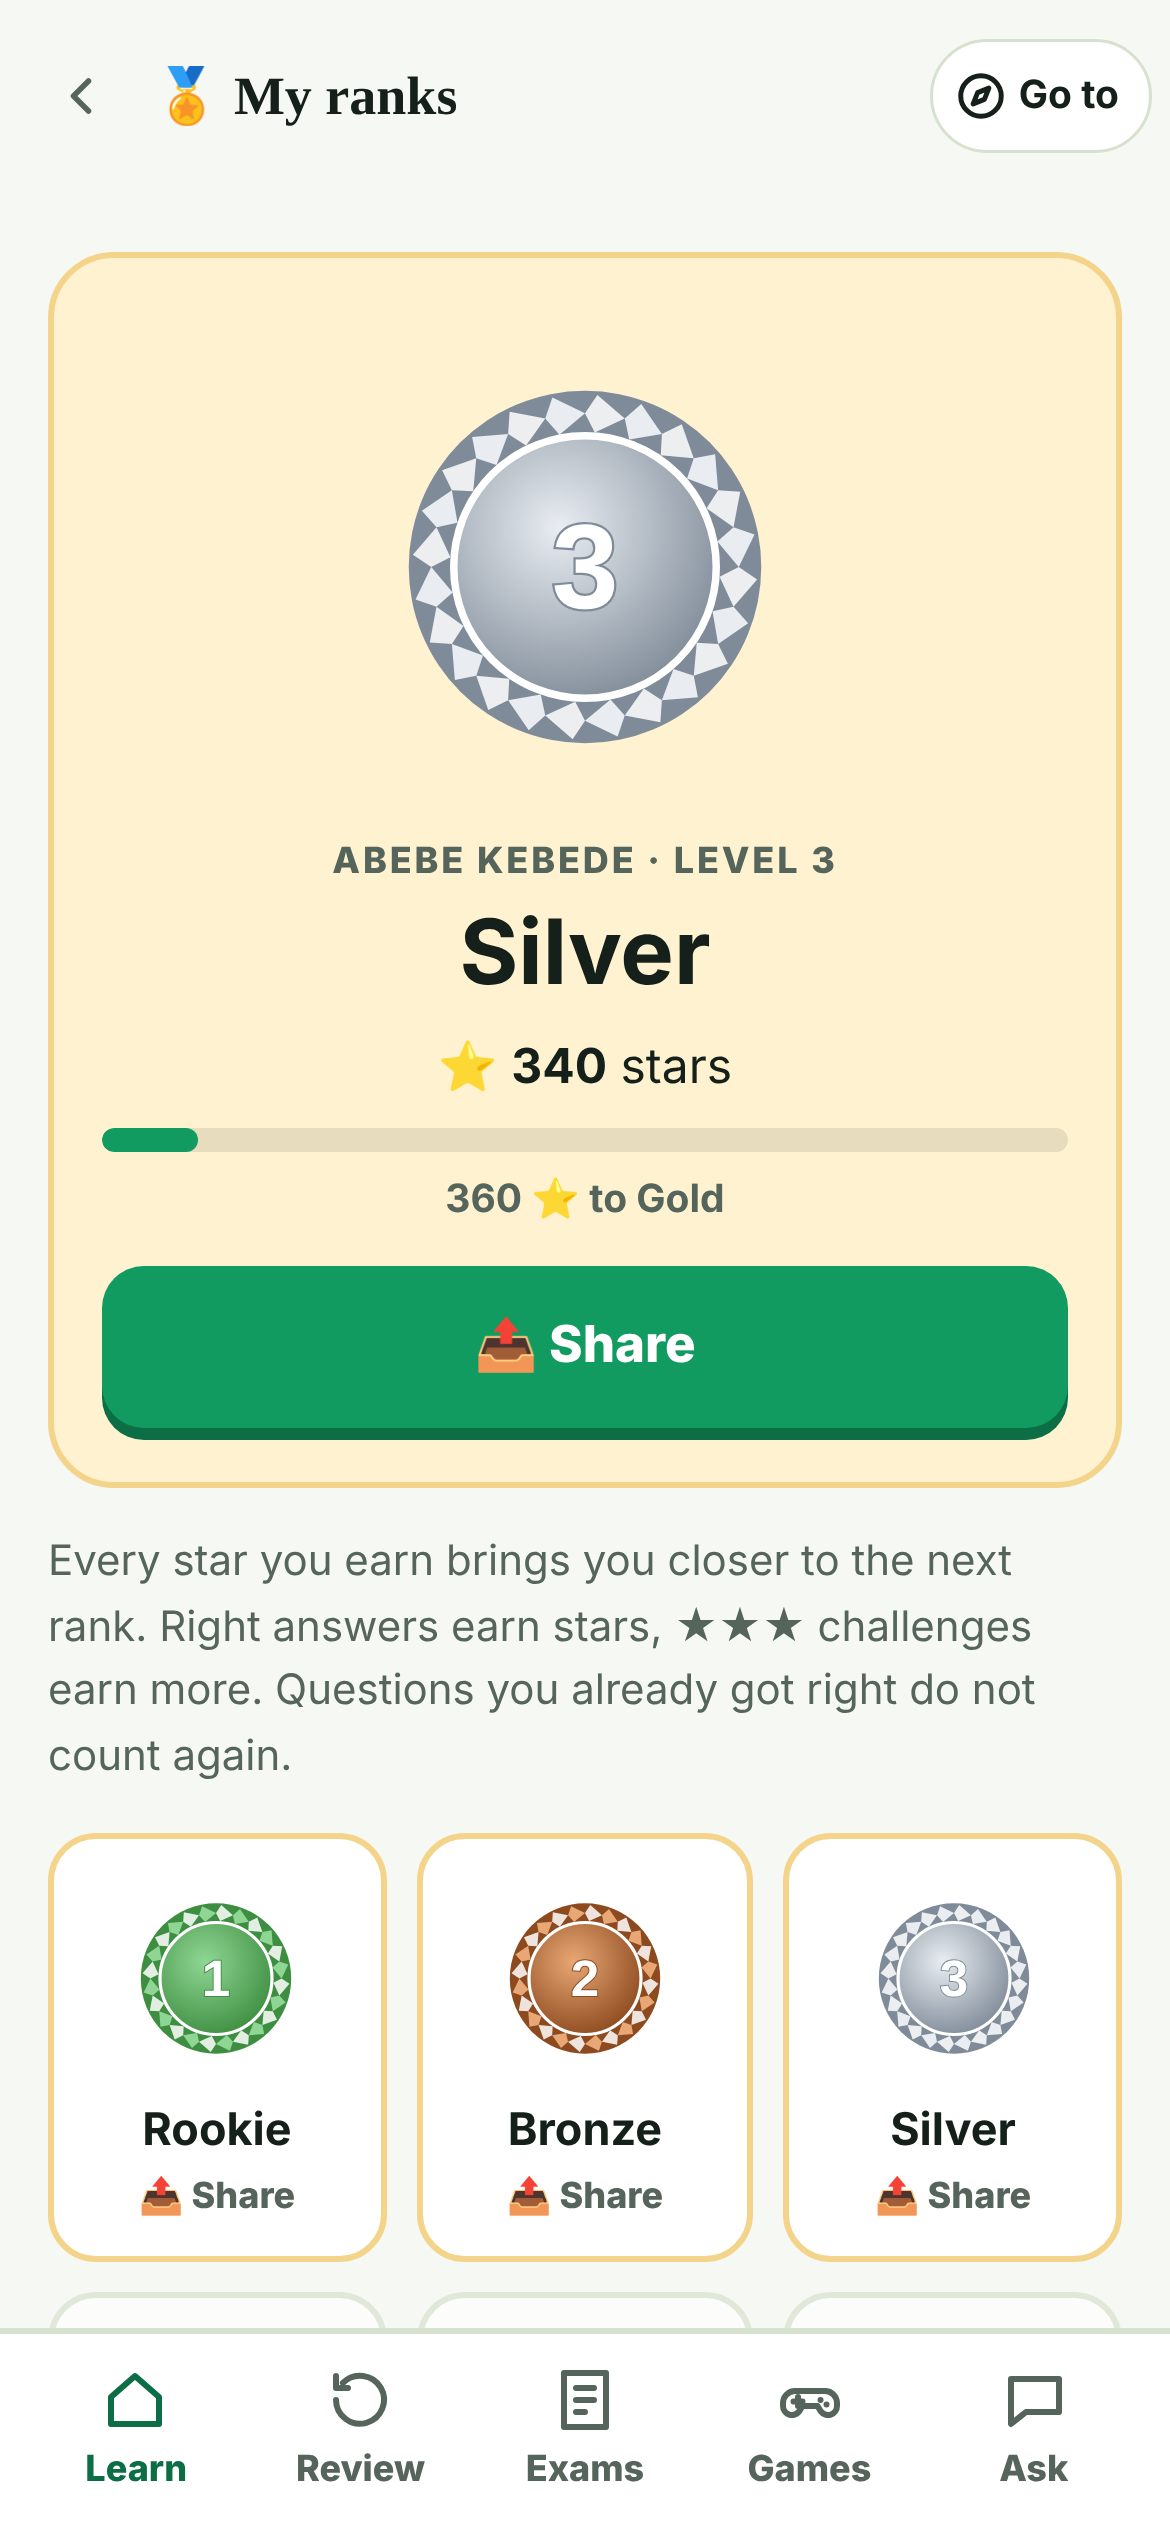 🏅 My ranks
Go to
3
ABEBE KEBEDE · LEVEL 3
Silver
⭐ 340 stars
360 ⭐ to Gold
📤 Share
Every star you earn brings you closer to the next
rank. Right answers earn stars, ★★★ challenges
earn more. Questions you already got right do not
count again.
1
2
3
Rookie
Bronze
Silver
📤 Share
📤 Share
📤 Share
Learn
Review
Exams
Games
Ask